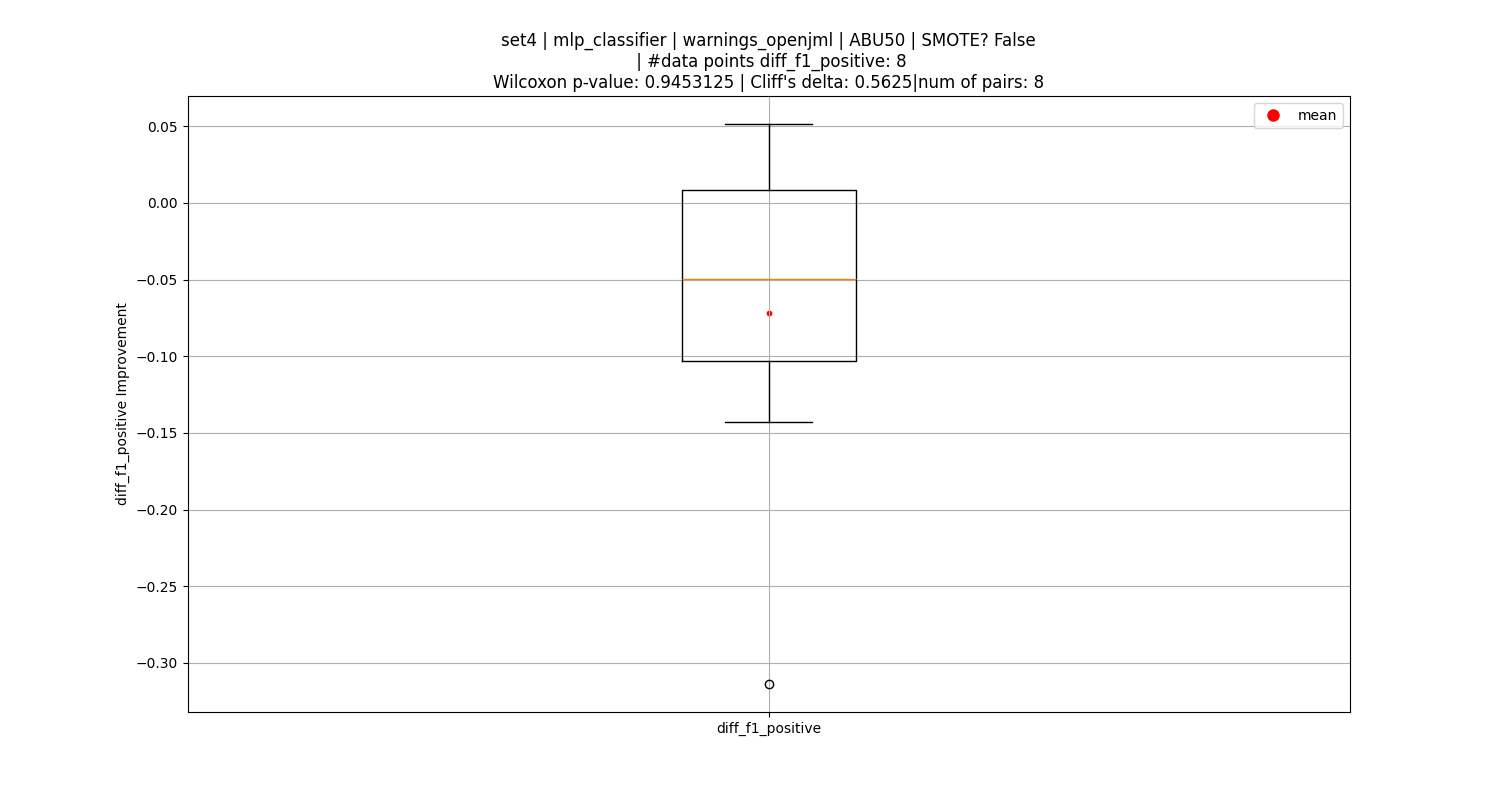 set4 | mlp_classifier | warnings_openjml | ABU50 | SMOTE? False
| #data points diff_f1_positive: 8
Wilcoxon p-value: 0.9453125 | Cliff's delta: 0.5625|num of pairs: 8
mean
0.05
0.00
−0.05
−0.10
−0.15
−0.20
−0.25
−0.30
diff_f1_positive Improvement
diff_f1_positive